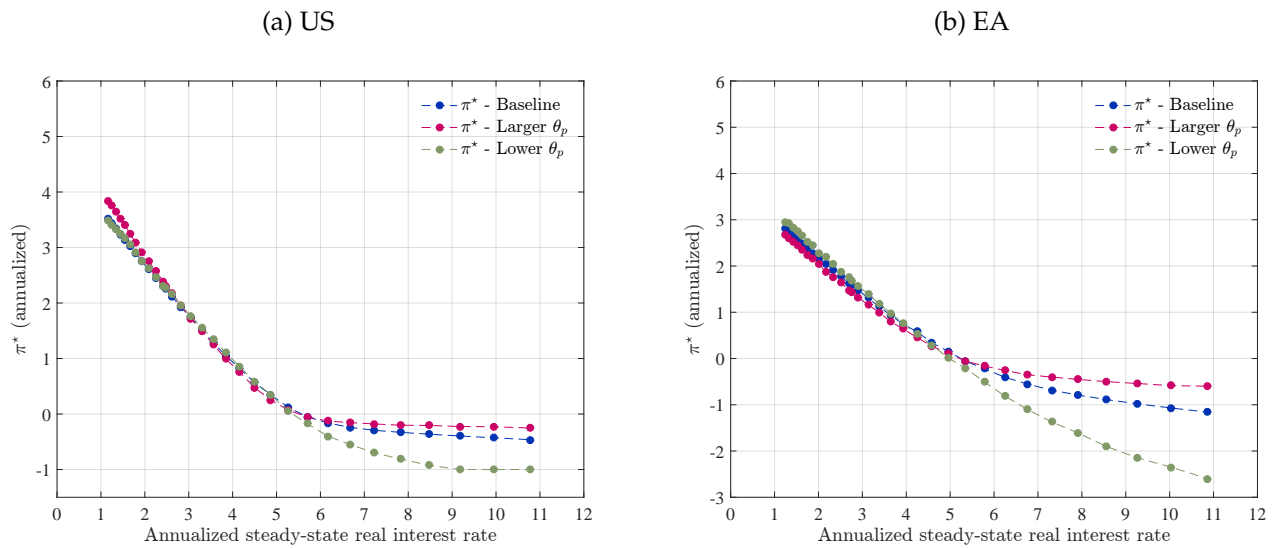 (a) US
6
5
4
3
2
1
0
-1
π* (annualized)
π* - Baseline
π* - Larger θp
π* - Lower θp
0 1 2 3 4 5 6 7 8 9 10 11 12
Annualized steady-state real interest rate
(b) EA
6
5
4
3
2
1
0
-1
-2
-3
π* (annualized)
π* - Baseline
π* - Larger θp
π* - Lower θp
0 1 2 3 4 5 6 7 8 9 10 11 12
Annualized steady-state real interest rate